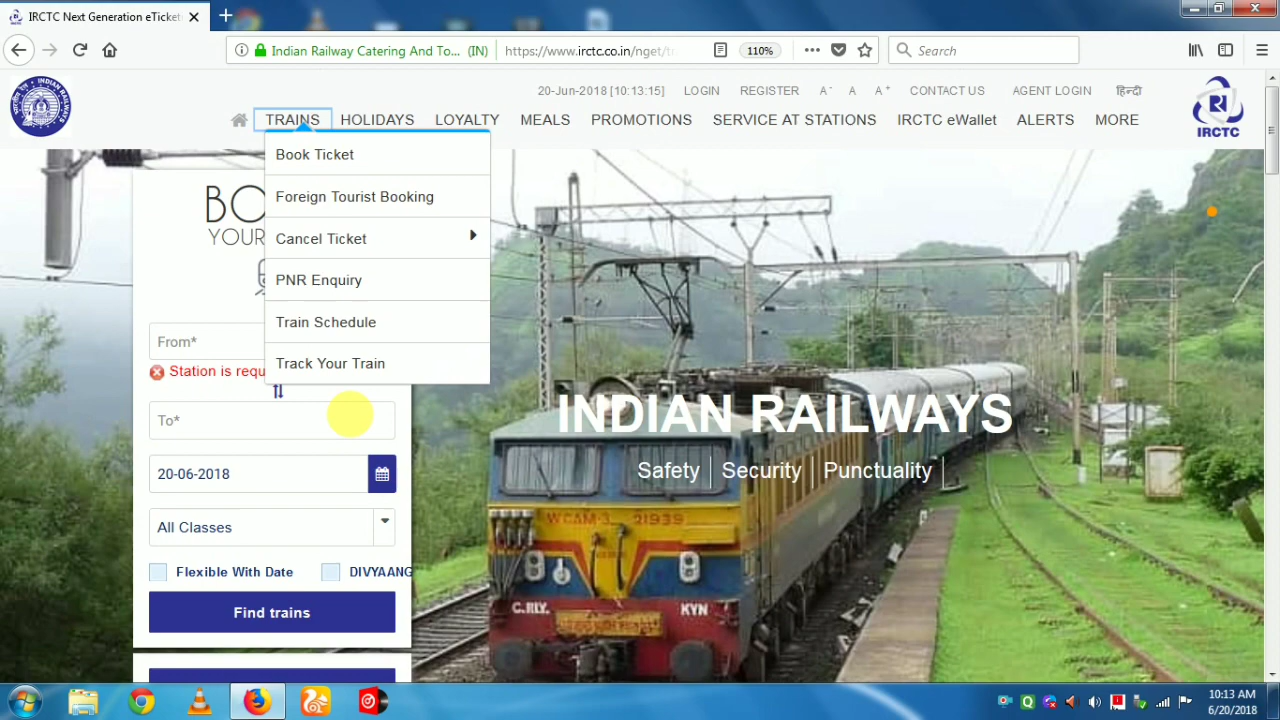 IRCTC Next Generation eTicket
Indian Railway Catering And To... (IN)
https://www.irctc.co.in/nget/tr
110%
Search
20-Jun-2018 [10:13:15]
LOGIN
REGISTER
A-
A
A+
CONTACT US
AGENT LOGIN
हिन्दी
TRAINS
HOLIDAYS
LOYALTY
MEALS
PROMOTIONS
SERVICE AT STATIONS
IRCTC eWallet
ALERTS
MORE
IRCTC
Book Ticket
Foreign Tourist Booking
Cancel Ticket
PNR Enquiry
Train Schedule
Track Your Train
BO
YOUR
From*
Station is requ
To*
20-06-2018
All Classes
Flexible With Date
DIVYAANG
Find trains
INDIAN RAILWAYS
Safety
Security
Punctuality
WCAM-3 21939
C.RLY.
KYN
10:13 AM
6/20/2018